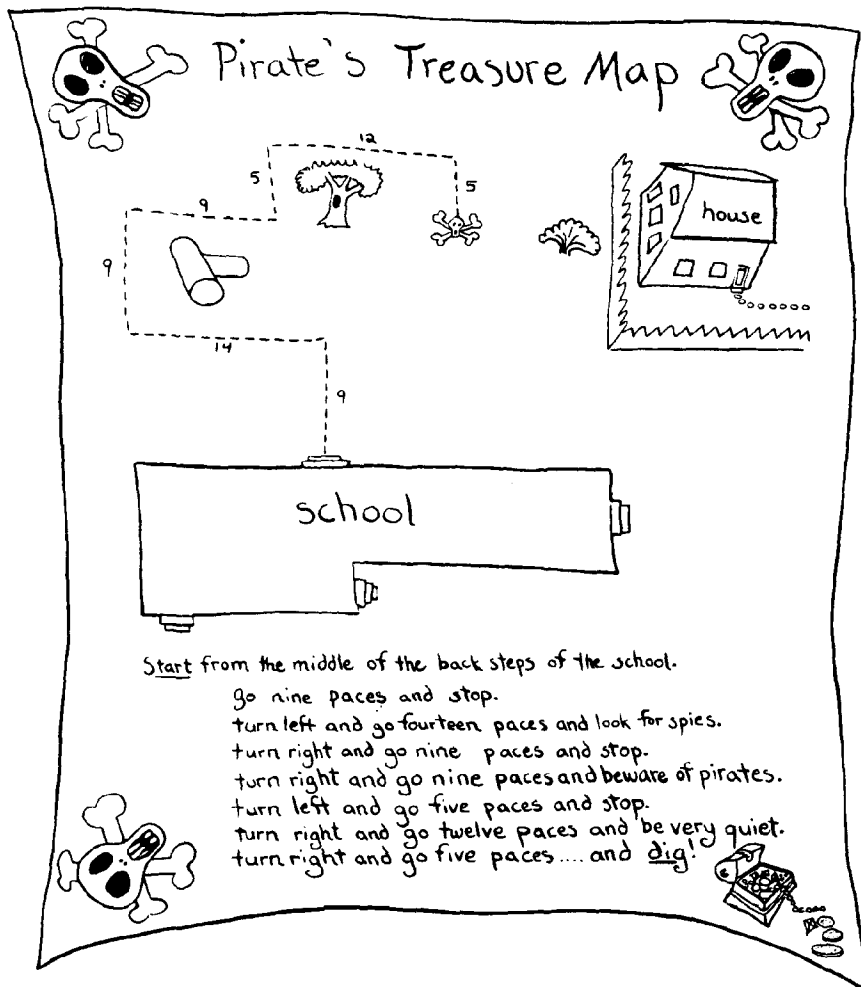 Pirate's Treasure Map
12
5
5
9
house
9
14
9
school
Start from the middle of the back steps of the school.
go nine paces and stop.
turn left and go fourteen paces and look for spies.
turn right and go nine paces and stop.
turn right and go nine paces and beware of pirates.
turn left and go five paces and stop.
turn right and go twelve paces and be very quiet.
turn right and go five paces .... and dig!